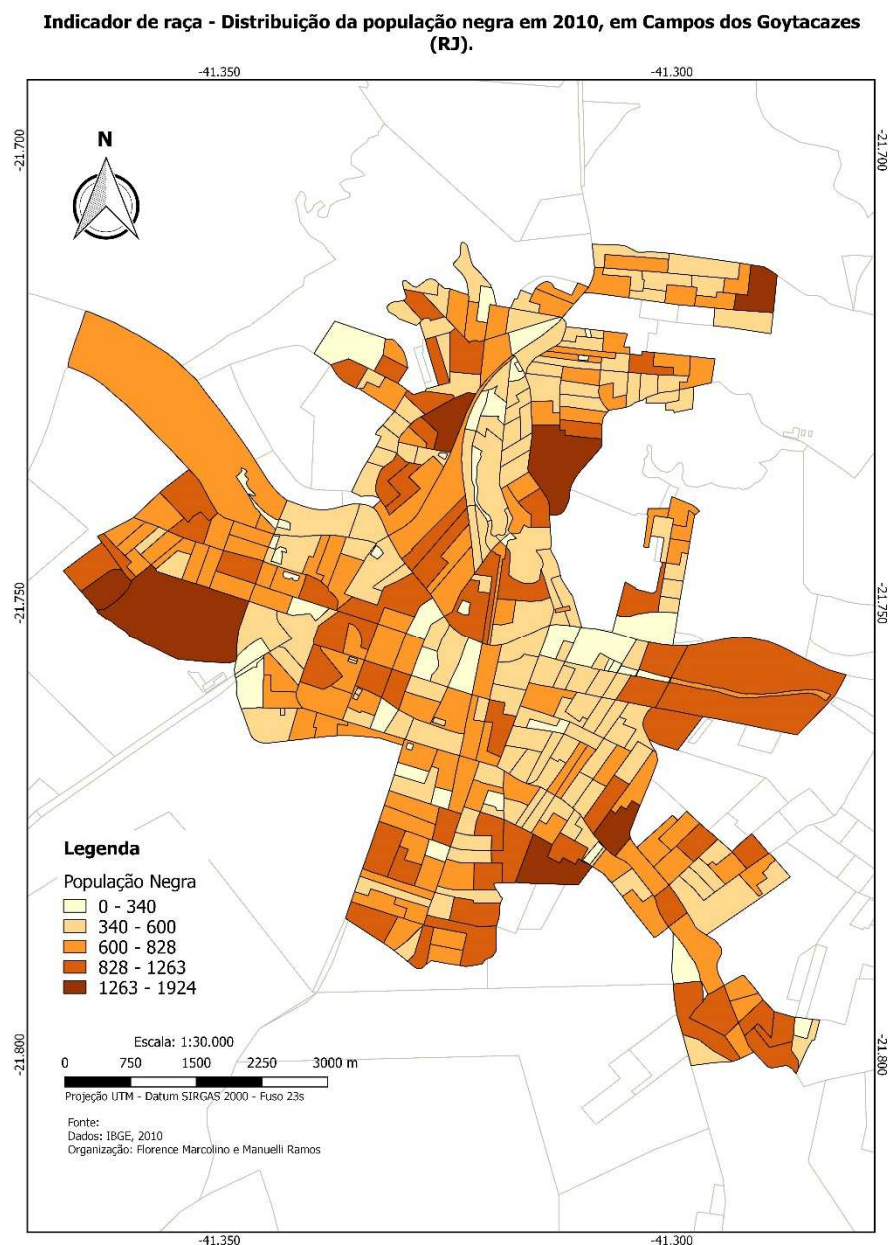 Indicador de raça - Distribuição da população negra em 2010, em Campos dos Goytacazes
(RJ).
-41.350
-41.300
-21.700
-21.700
N
-21.750
-21.750
Legenda
População Negra
0 - 340
340 - 600
600 - 828
828 - 1263
1263 - 1924
Escala: 1:30.000
0 750 1500 2250 3000 m
Projeção UTM - Datum SIRGAS 2000 - Fuso 23s
Fonte:
Dados: IBGE, 2010
Organização: Florence Marcolino e Manuelli Ramos
-21.800
-21.800
-41.350
-41.300